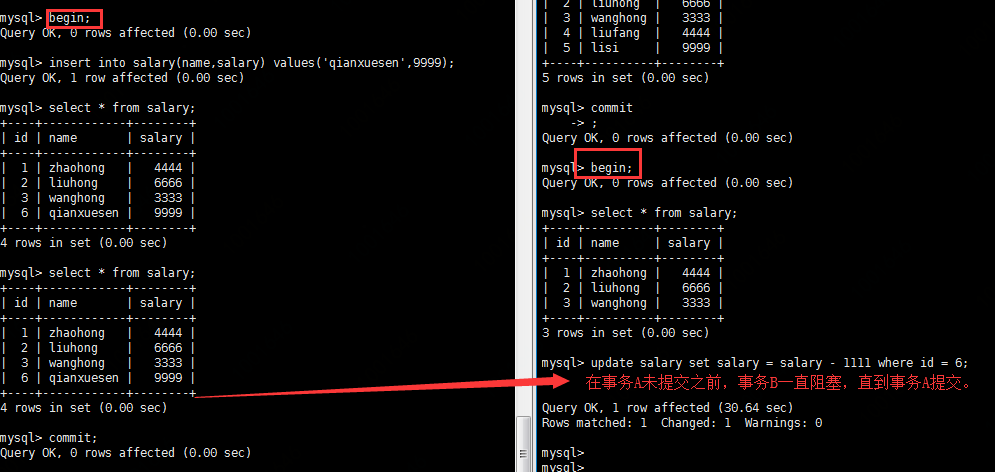 mysql> begin;
Query OK, 0 rows affected (0.00 sec)
mysql> insert into salary(name,salary) values('qianxuesen',9999);
Query OK, 1 row affected (0.00 sec)
mysql> select * from salary;
+----+------------+--------+
| id | name       | salary |
+----+------------+--------+
|  1 | zhaohong   |   4444 |
|  2 | liuhong    |   6666 |
|  3 | wanghong   |   3333 |
|  6 | qianxuesen |   9999 |
+----+------------+--------+
4 rows in set (0.00 sec)
mysql> select * from salary;
+----+------------+--------+
| id | name       | salary |
+----+------------+--------+
|  1 | zhaohong   |   4444 |
|  2 | liuhong    |   6666 |
|  3 | wanghong   |   3333 |
|  6 | qianxuesen |   9999 |
+----+------------+--------+
4 rows in set (0.00 sec)
mysql> commit;
Query OK, 0 rows affected (0.00 sec)
|  2 | liuhong  |   6666 |
|  3 | wanghong |   3333 |
|  4 | liufang  |   4444 |
|  5 | lisi     |   9999 |
+----+----------+--------+
5 rows in set (0.00 sec)
mysql> commit
    -> ;
Query OK, 0 rows affected (0.00 sec)
mysql> begin;
Query OK, 0 rows affected (0.00 sec)
mysql> select * from salary;
+----+----------+--------+
| id | name     | salary |
+----+----------+--------+
|  1 | zhaohong |   4444 |
|  2 | liuhong  |   6666 |
|  3 | wanghong |   3333 |
+----+----------+--------+
3 rows in set (0.00 sec)
mysql> update salary set salary = salary - 1111 where id = 6;
在事务A未提交之前，事务B一直阻塞，直到事务A提交。
Query OK, 1 row affected (30.64 sec)
Rows matched: 1  Changed: 1  Warnings: 0
mysql>
mysql>